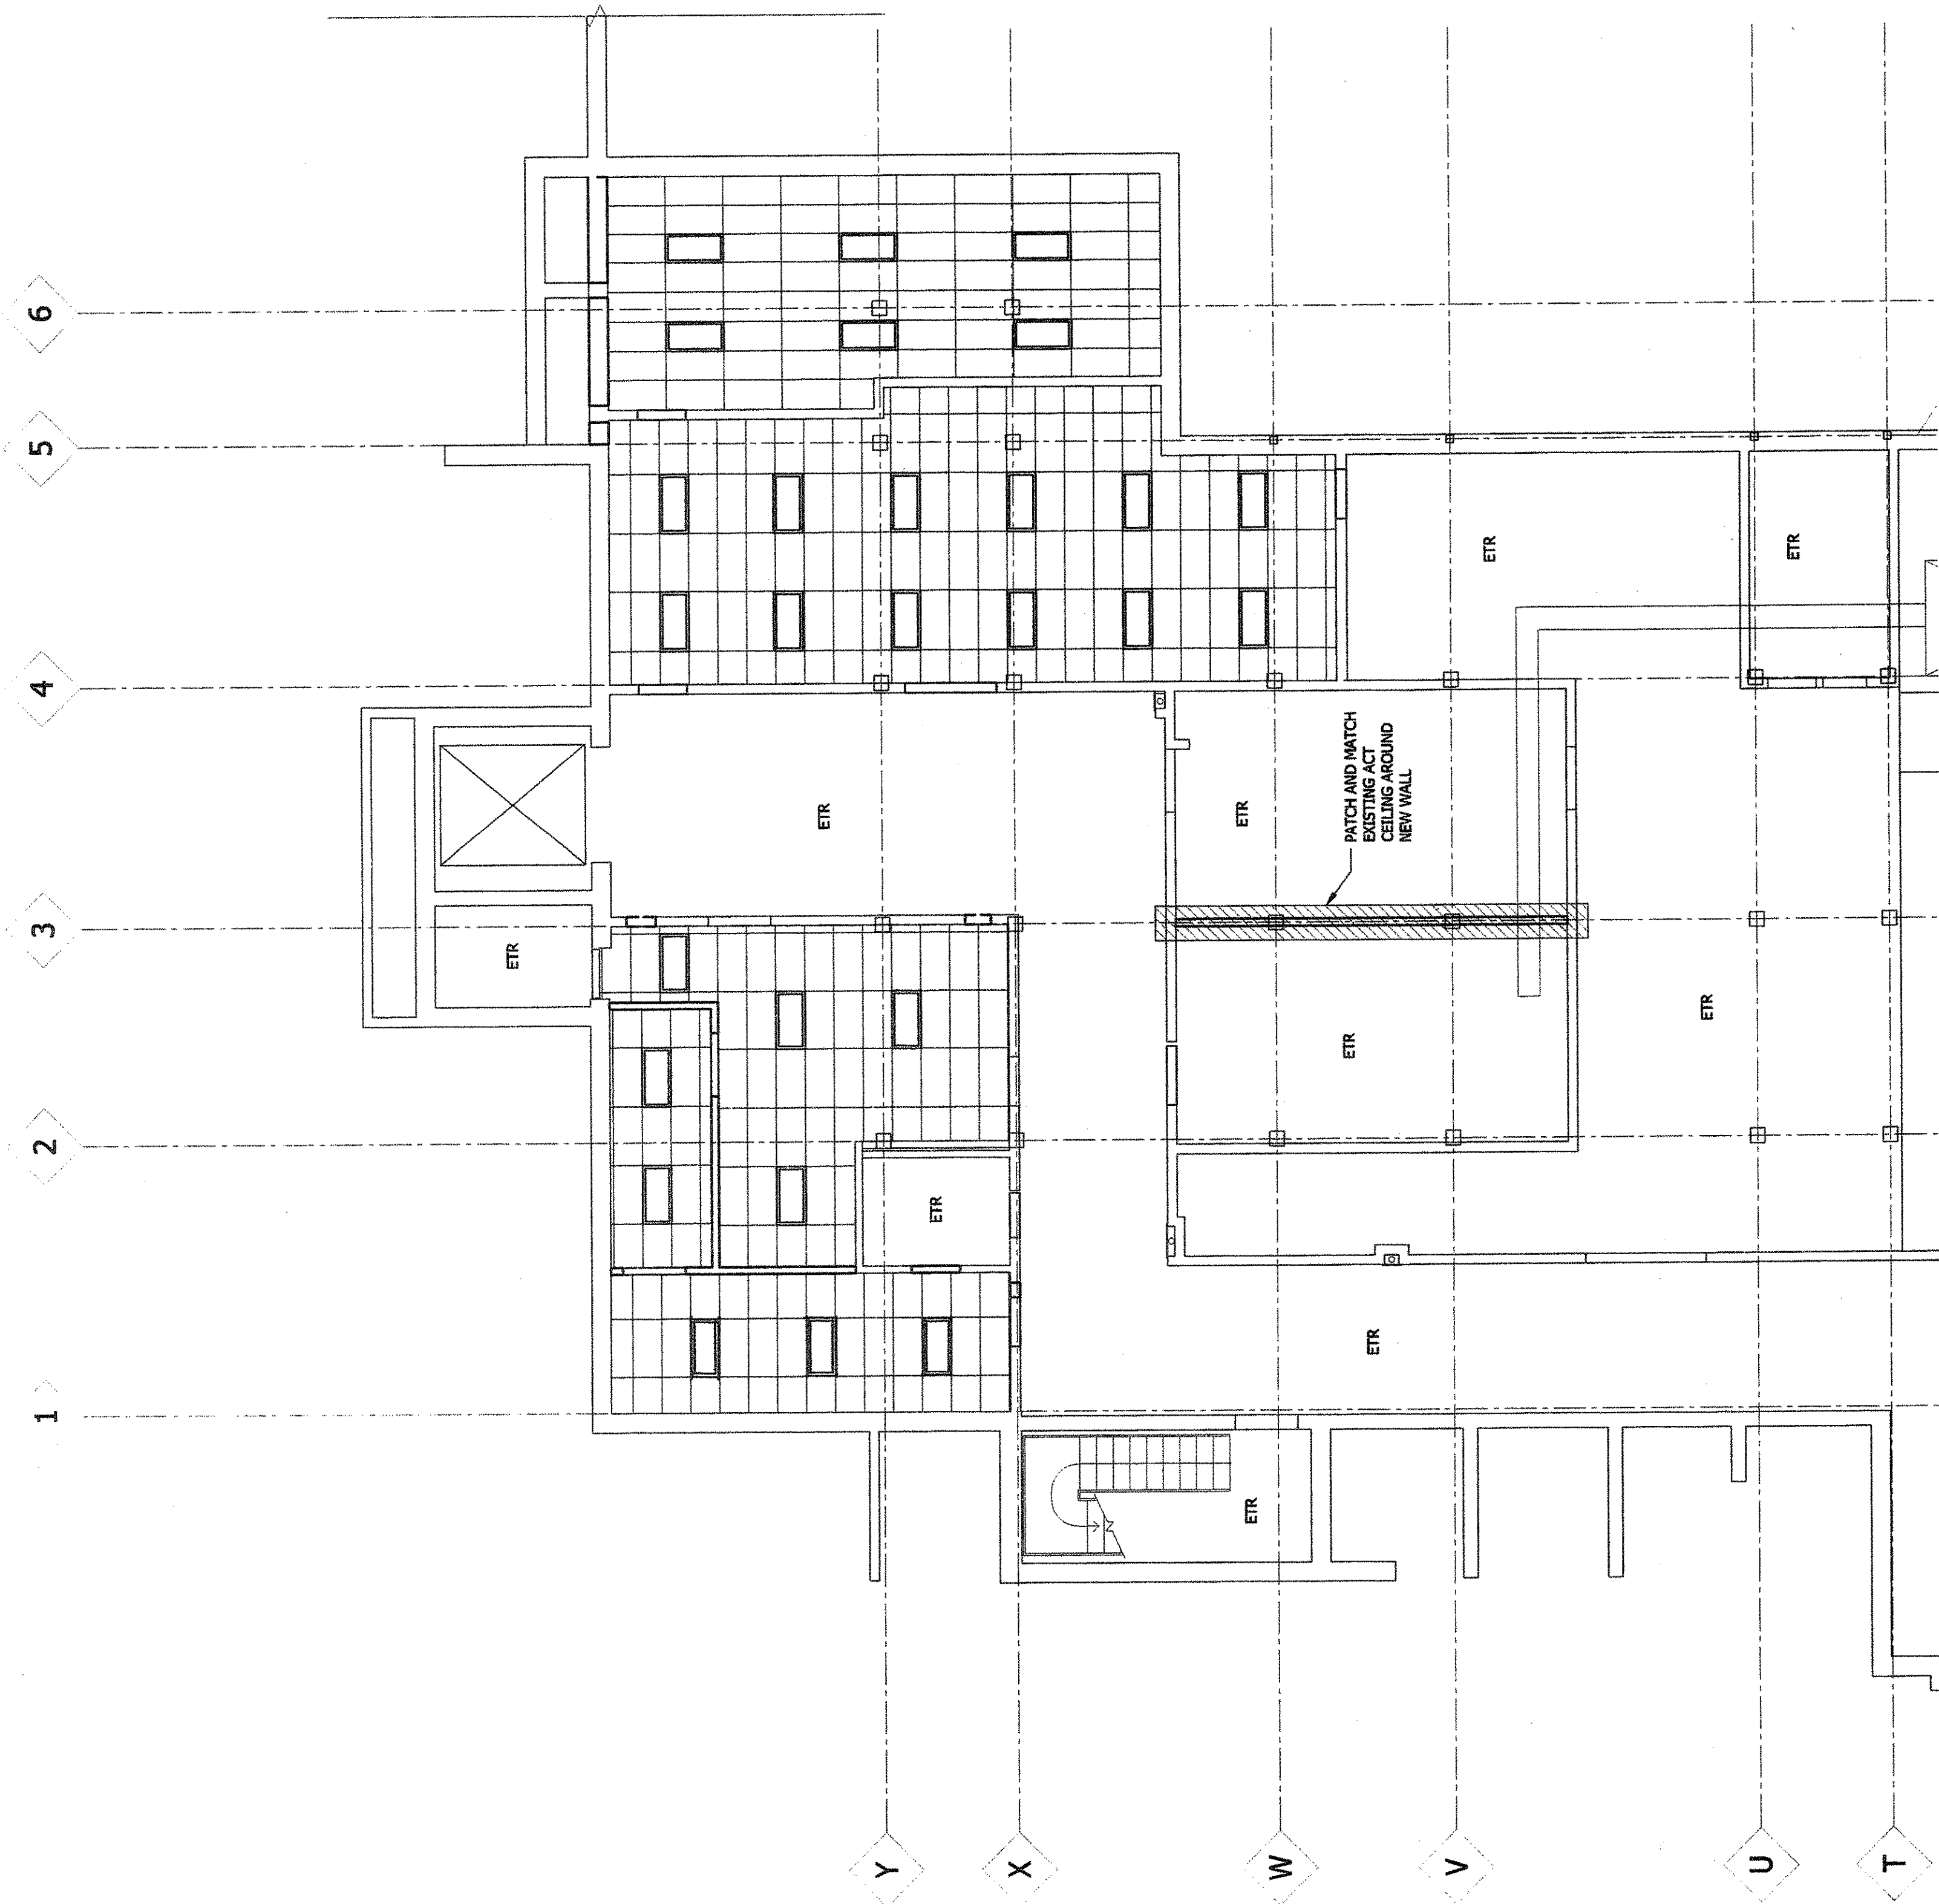 6
5
4
3
2
1
ETR
ETR
ETR
ETR
PATCH AND MATCH
EXISTING ACT
CEILING AROUND
NEW WALL
ETR
ETR
ETR
ETR
ETR
ETR
Y
X
W
V
U
T